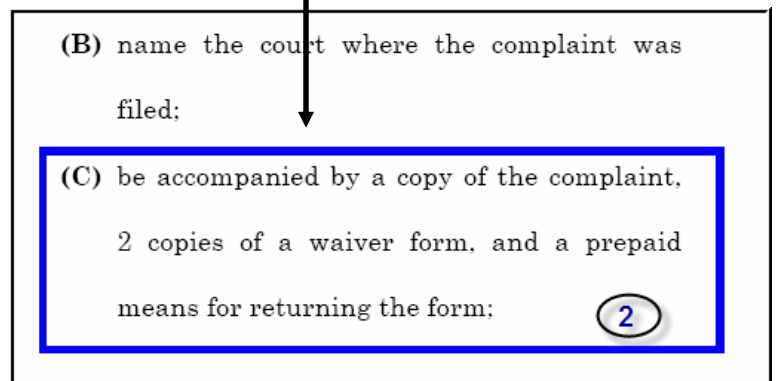 (B) name the court where the complaint was
filed;
(C) be accompanied by a copy of the complaint,
2 copies of a waiver form, and a prepaid
means for returning the form;
2